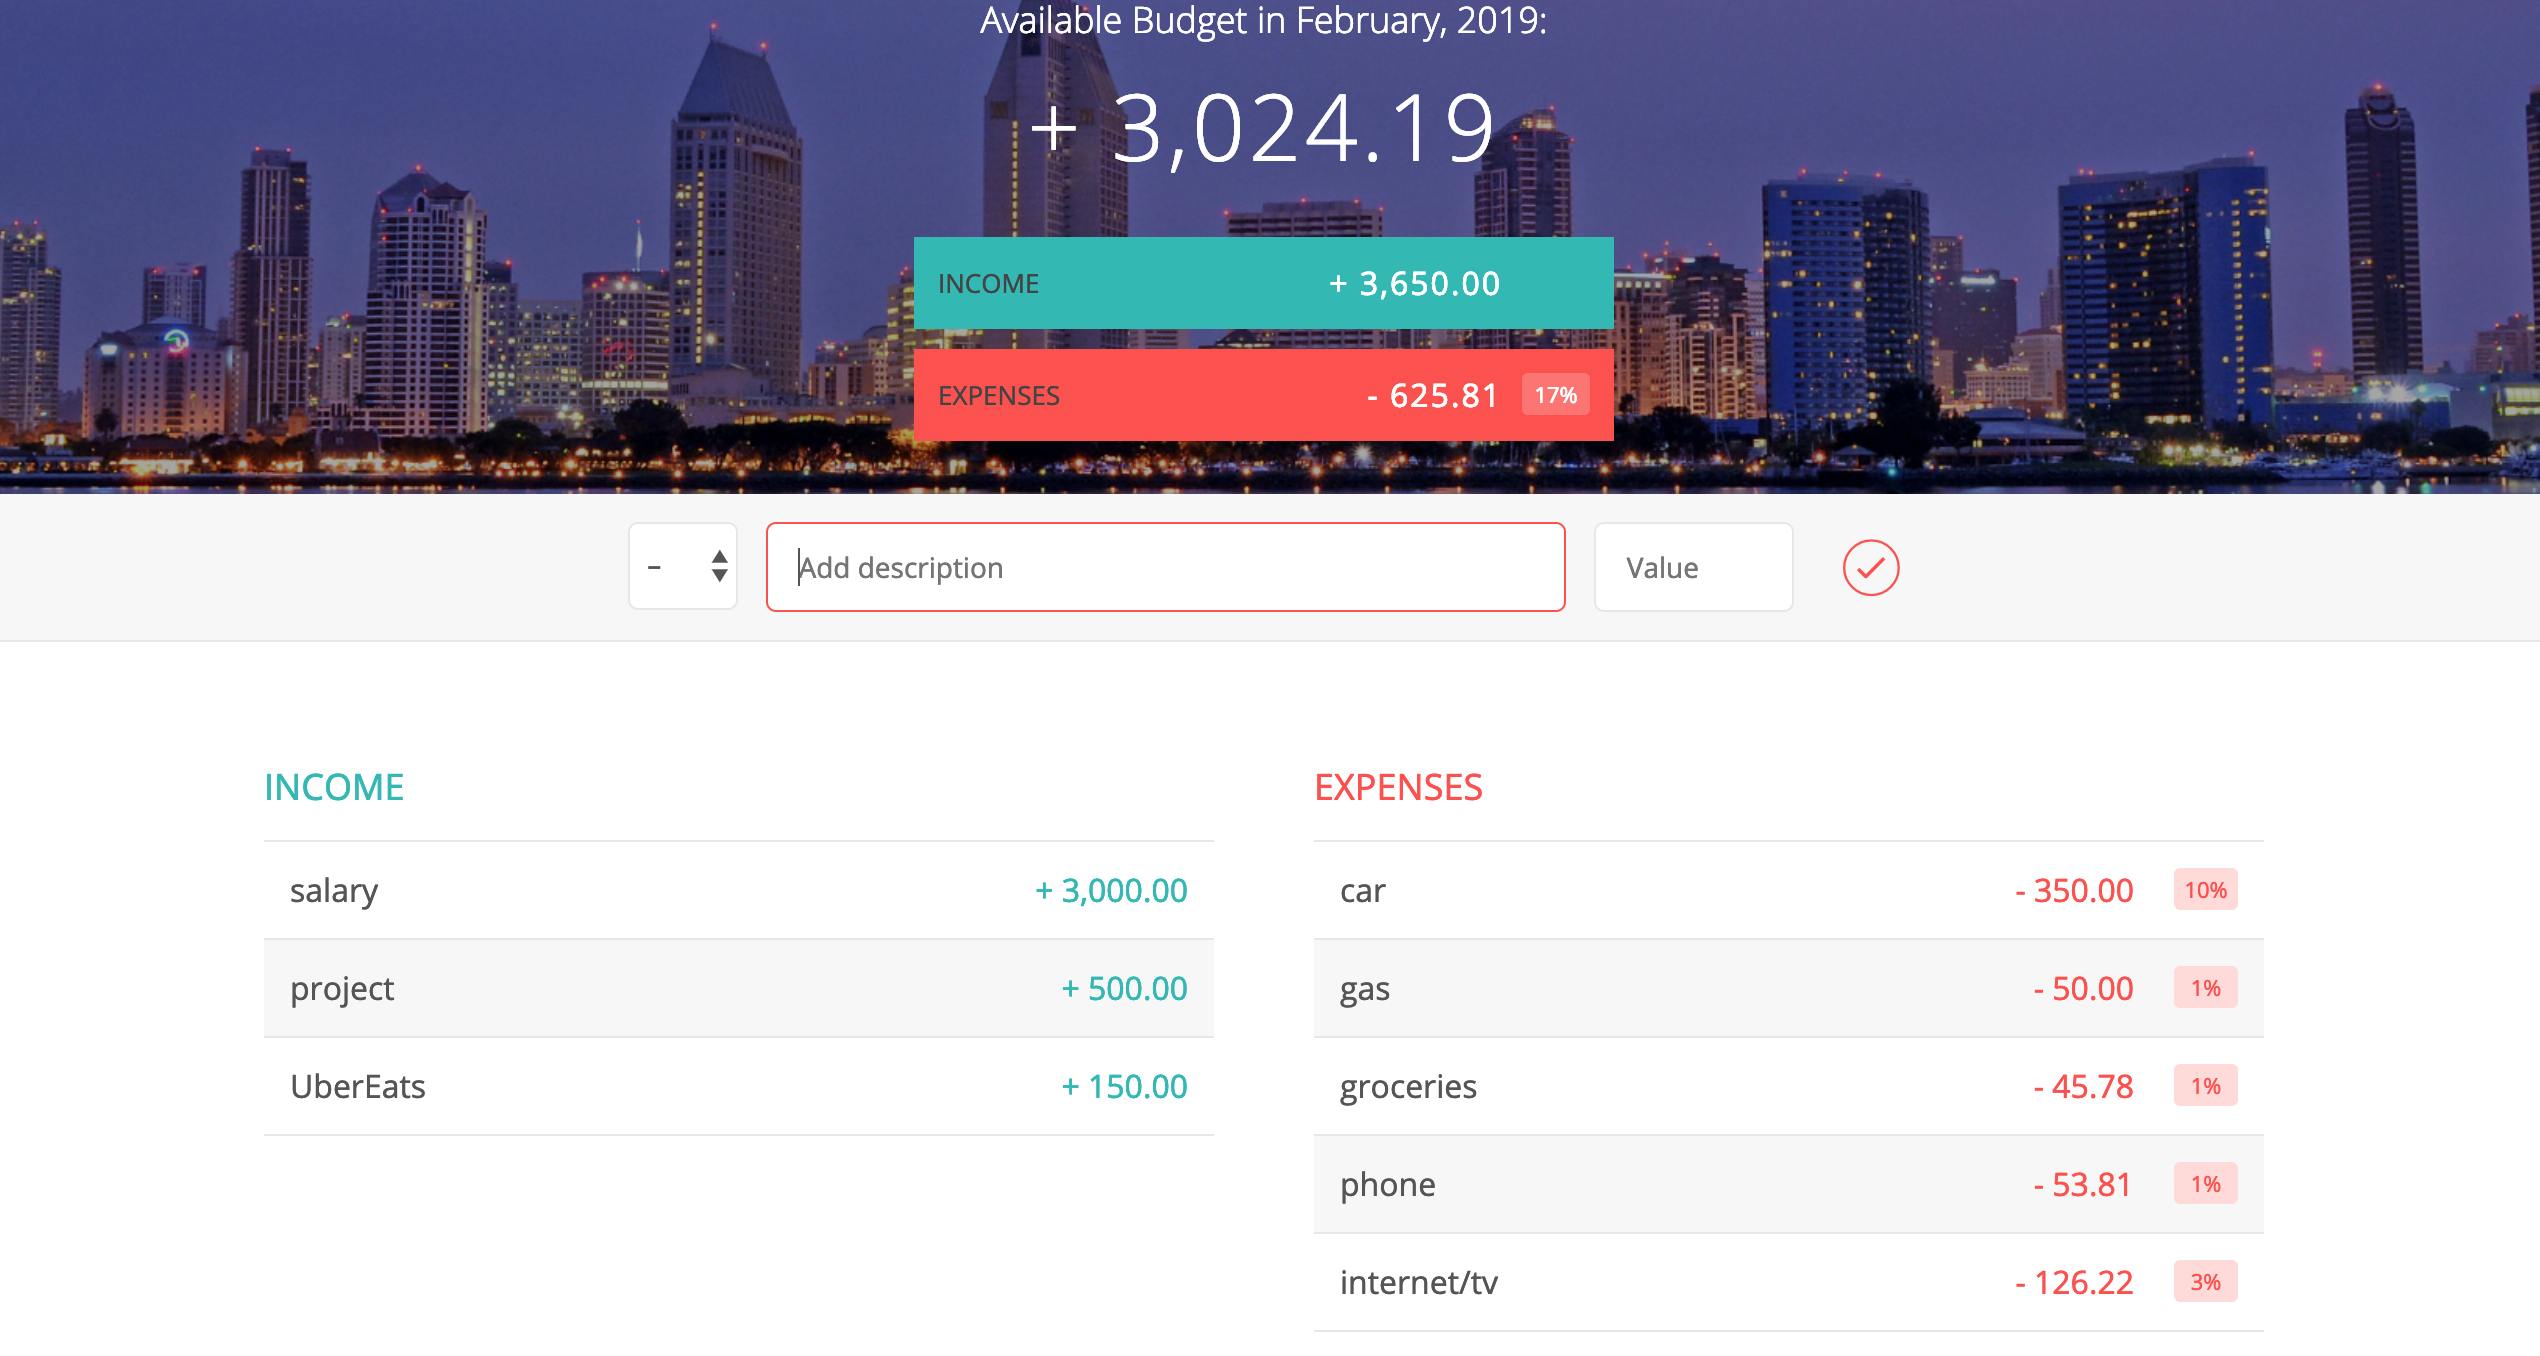 Available Budget in February, 2019:
+ 3,024.19
INCOME + 3,650.00
EXPENSES - 625.81 17%
- Add description Value
INCOME
salary + 3,000.00
project + 500.00
UberEats + 150.00
EXPENSES
car - 350.00 10%
gas - 50.00 1%
groceries - 45.78 1%
phone - 53.81 1%
internet/tv - 126.22 3%